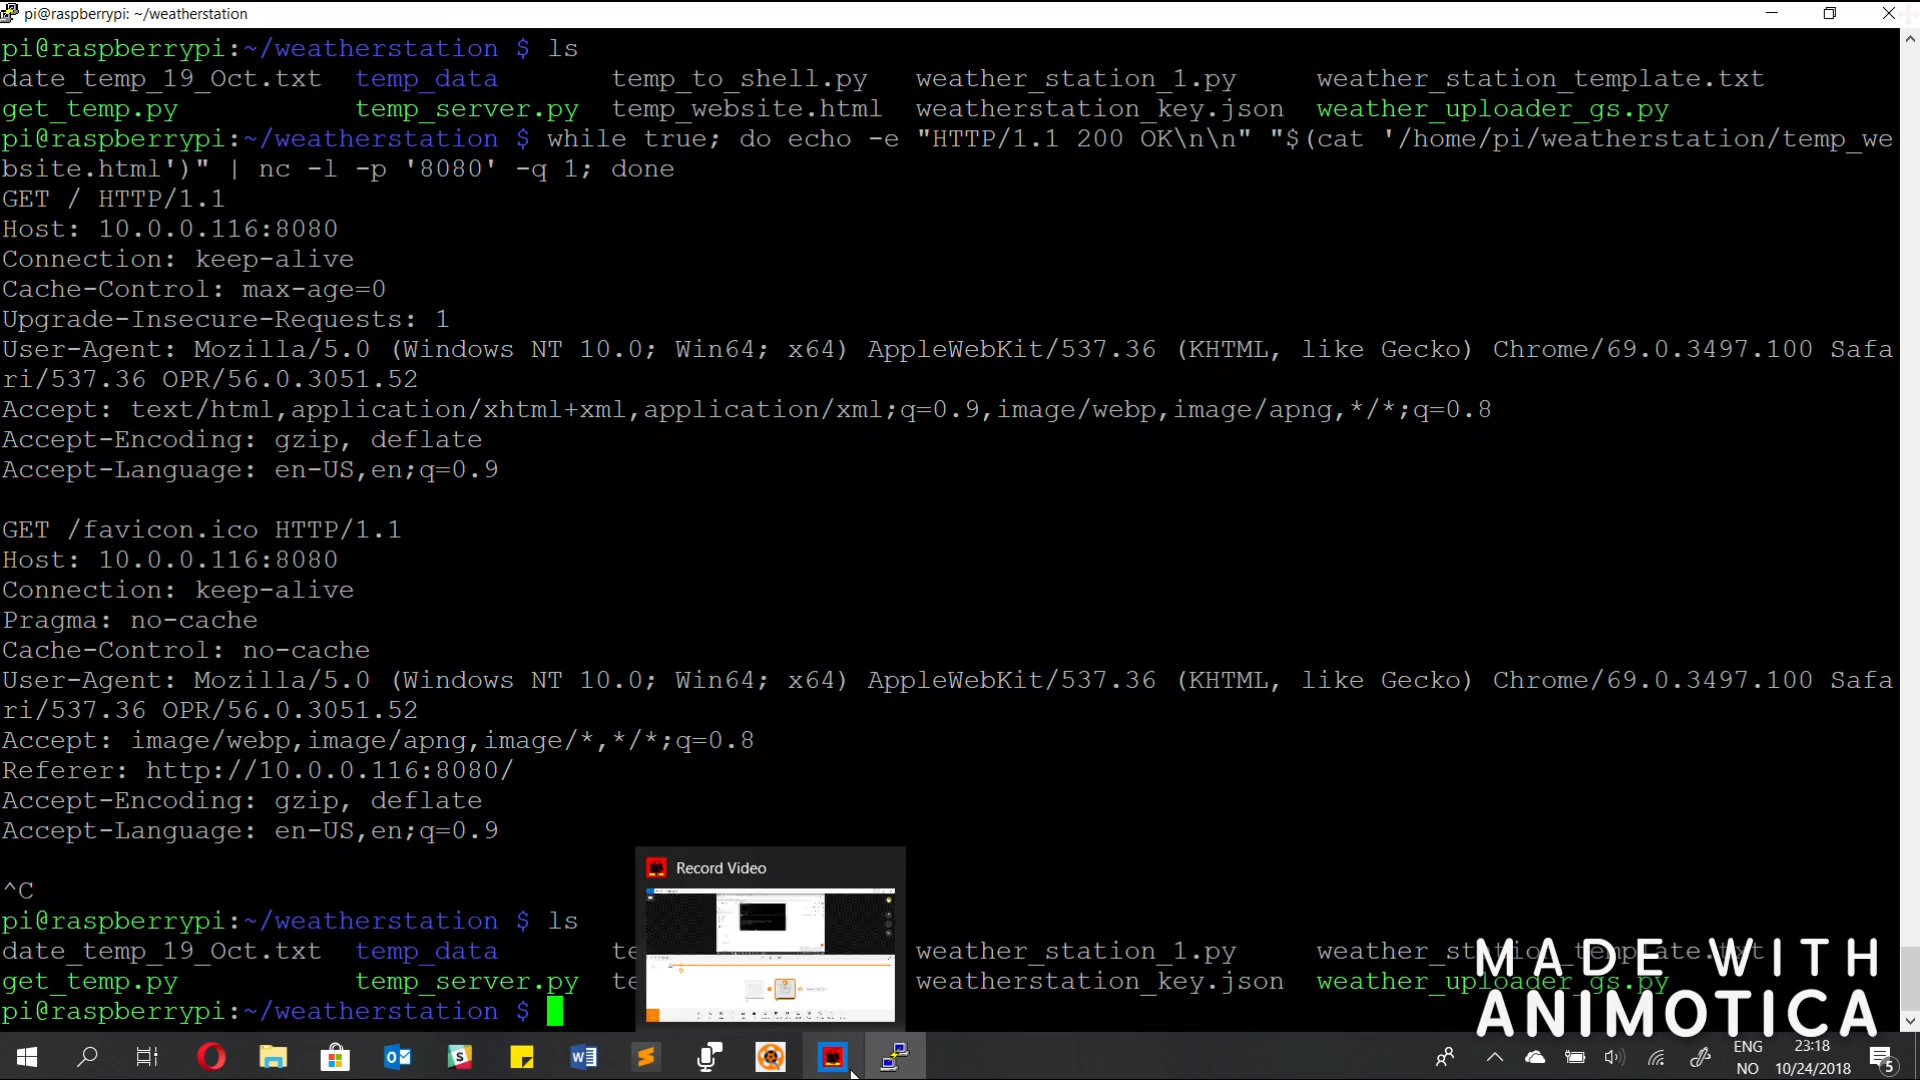 pi@raspberrypi: ~/weatherstation
pi@raspberrypi:~/weatherstation $ ls
date_temp_19_Oct.txt temp_data temp_to_shell.py weather_station_1.py weather_station_template.txt
get_temp.py temp_server.py temp_website.html weatherstation_key.json weather_uploader_gs.py
pi@raspberrypi:~/weatherstation $ while true; do echo -e "HTTP/1.1 200 OK\n\n" "$(cat '/home/pi/weatherstation/temp_we
bsite.html')" | nc -l -p '8080' -q 1; done
GET / HTTP/1.1
Host: 10.0.0.116:8080
Connection: keep-alive
Cache-Control: max-age=0
Upgrade-Insecure-Requests: 1
User-Agent: Mozilla/5.0 (Windows NT 10.0; Win64; x64) AppleWebKit/537.36 (KHTML, like Gecko) Chrome/69.0.3497.100 Safa
ri/537.36 OPR/56.0.3051.52
Accept: text/html,application/xhtml+xml,application/xml;q=0.9,image/webp,image/apng,*/*;q=0.8
Accept-Encoding: gzip, deflate
Accept-Language: en-US,en;q=0.9
GET /favicon.ico HTTP/1.1
Host: 10.0.0.116:8080
Connection: keep-alive
Pragma: no-cache
Cache-Control: no-cache
User-Agent: Mozilla/5.0 (Windows NT 10.0; Win64; x64) AppleWebKit/537.36 (KHTML, like Gecko) Chrome/69.0.3497.100 Safa
ri/537.36 OPR/56.0.3051.52
Accept: image/webp,image/apng,image/*,*/*;q=0.8
Referer: http://10.0.0.116:8080/
Accept-Encoding: gzip, deflate
Accept-Language: en-US,en;q=0.9
^C
pi@raspberrypi:~/weatherstation $ ls
date_temp_19_Oct.txt temp_data te weather_station_1.py weather_station_template.txt
get_temp.py temp_server.py te weatherstation_key.json weather_uploader_gs.py
pi@raspberrypi:~/weatherstation $
Record Video
MADE WITH
ANIMOTICA
ENG
NO
23:18
10/24/2018
5